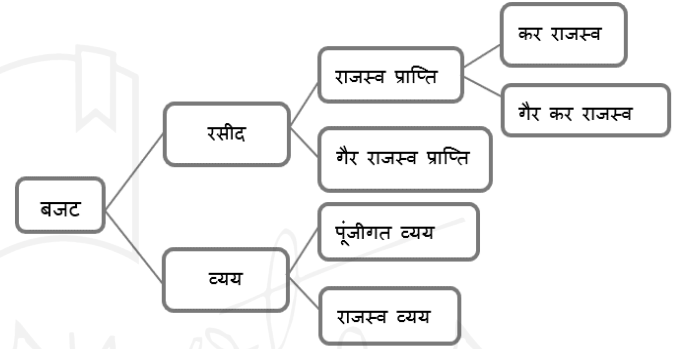 कर राजस्व
राजस्व प्राप्ति
गैर कर राजस्व
रसीद
गैर राजस्व प्राप्ति
बजट
पूंजीगत व्यय
व्यय
राजस्व व्यय